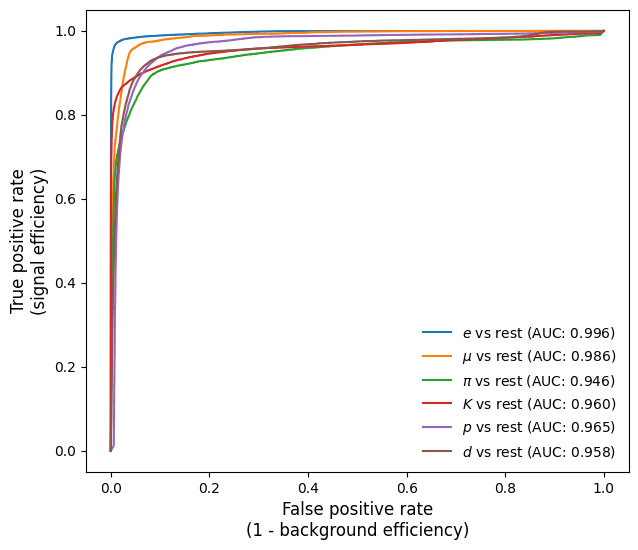 1.0
0.8
0.6
0.4
0.2
0.0
True positive rate
(signal efficiency)
e vs rest (AUC: 0.996)
μ vs rest (AUC: 0.986)
π vs rest (AUC: 0.946)
K vs rest (AUC: 0.960)
p vs rest (AUC: 0.965)
d vs rest (AUC: 0.958)
0.0 0.2 0.4 0.6 0.8 1.0
False positive rate
(1 - background efficiency)